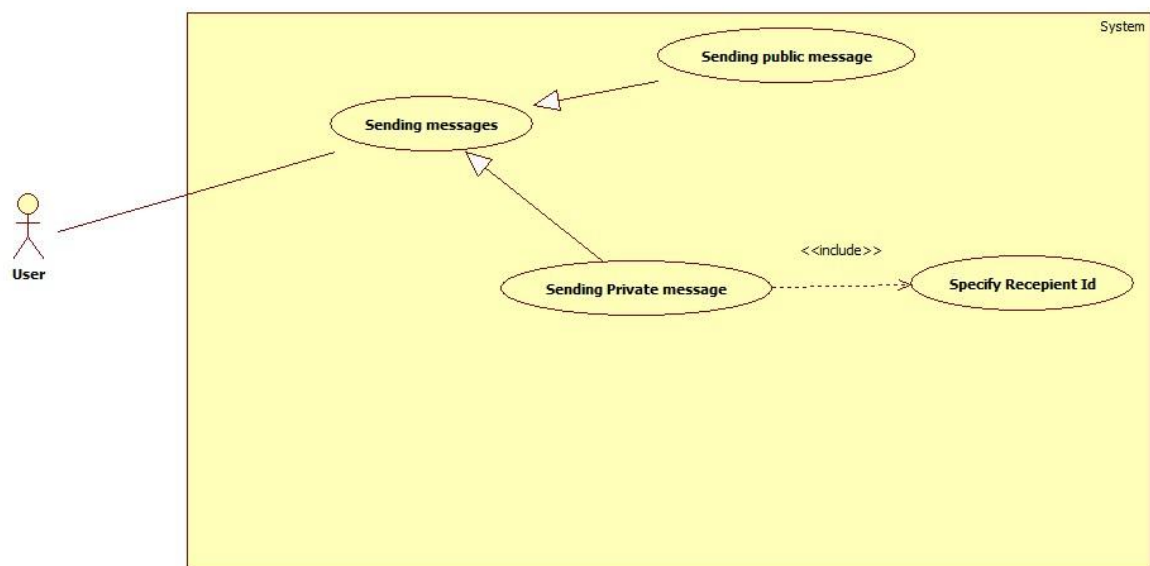 System
Sending public message
Sending messages
User
<<include>>
Sending Private message
Specify Recepient Id